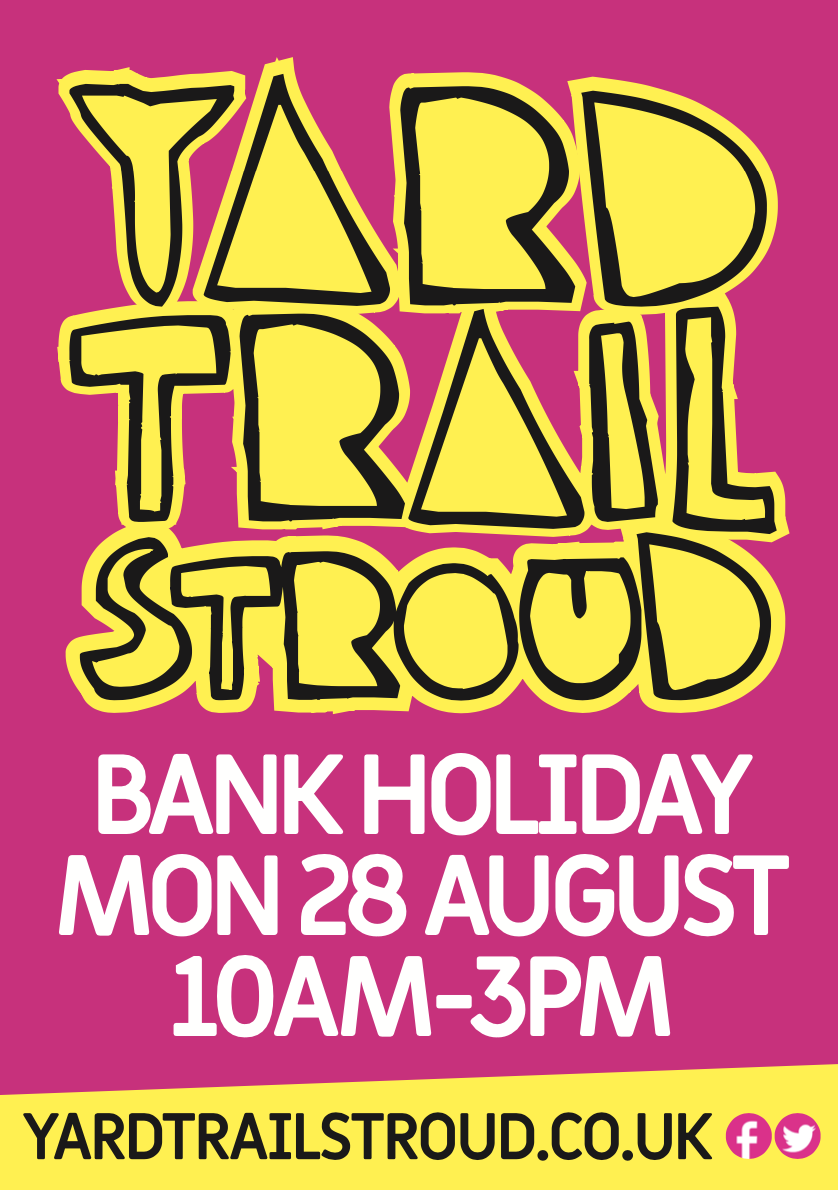 YARD
TRAIL
STROUD
BANK HOLIDAY
MON 28 AUGUST
10AM-3PM
YARDTRAILSTROUD.CO.UK